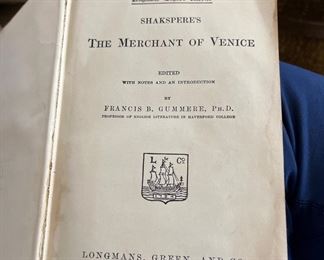 SHAKSPERE'S
THE MERCHANT OF VENICE
EDITED
WITH NOTES AND AN INTRODUCTION
BY
FRANCIS B. GUMMERE, PH.D.
PROFESSOR OF ENGLISH LITERATURE IN HAVERFORD COLLEGE
L Co
1724
LONGMANS, GREEN, AND CO.